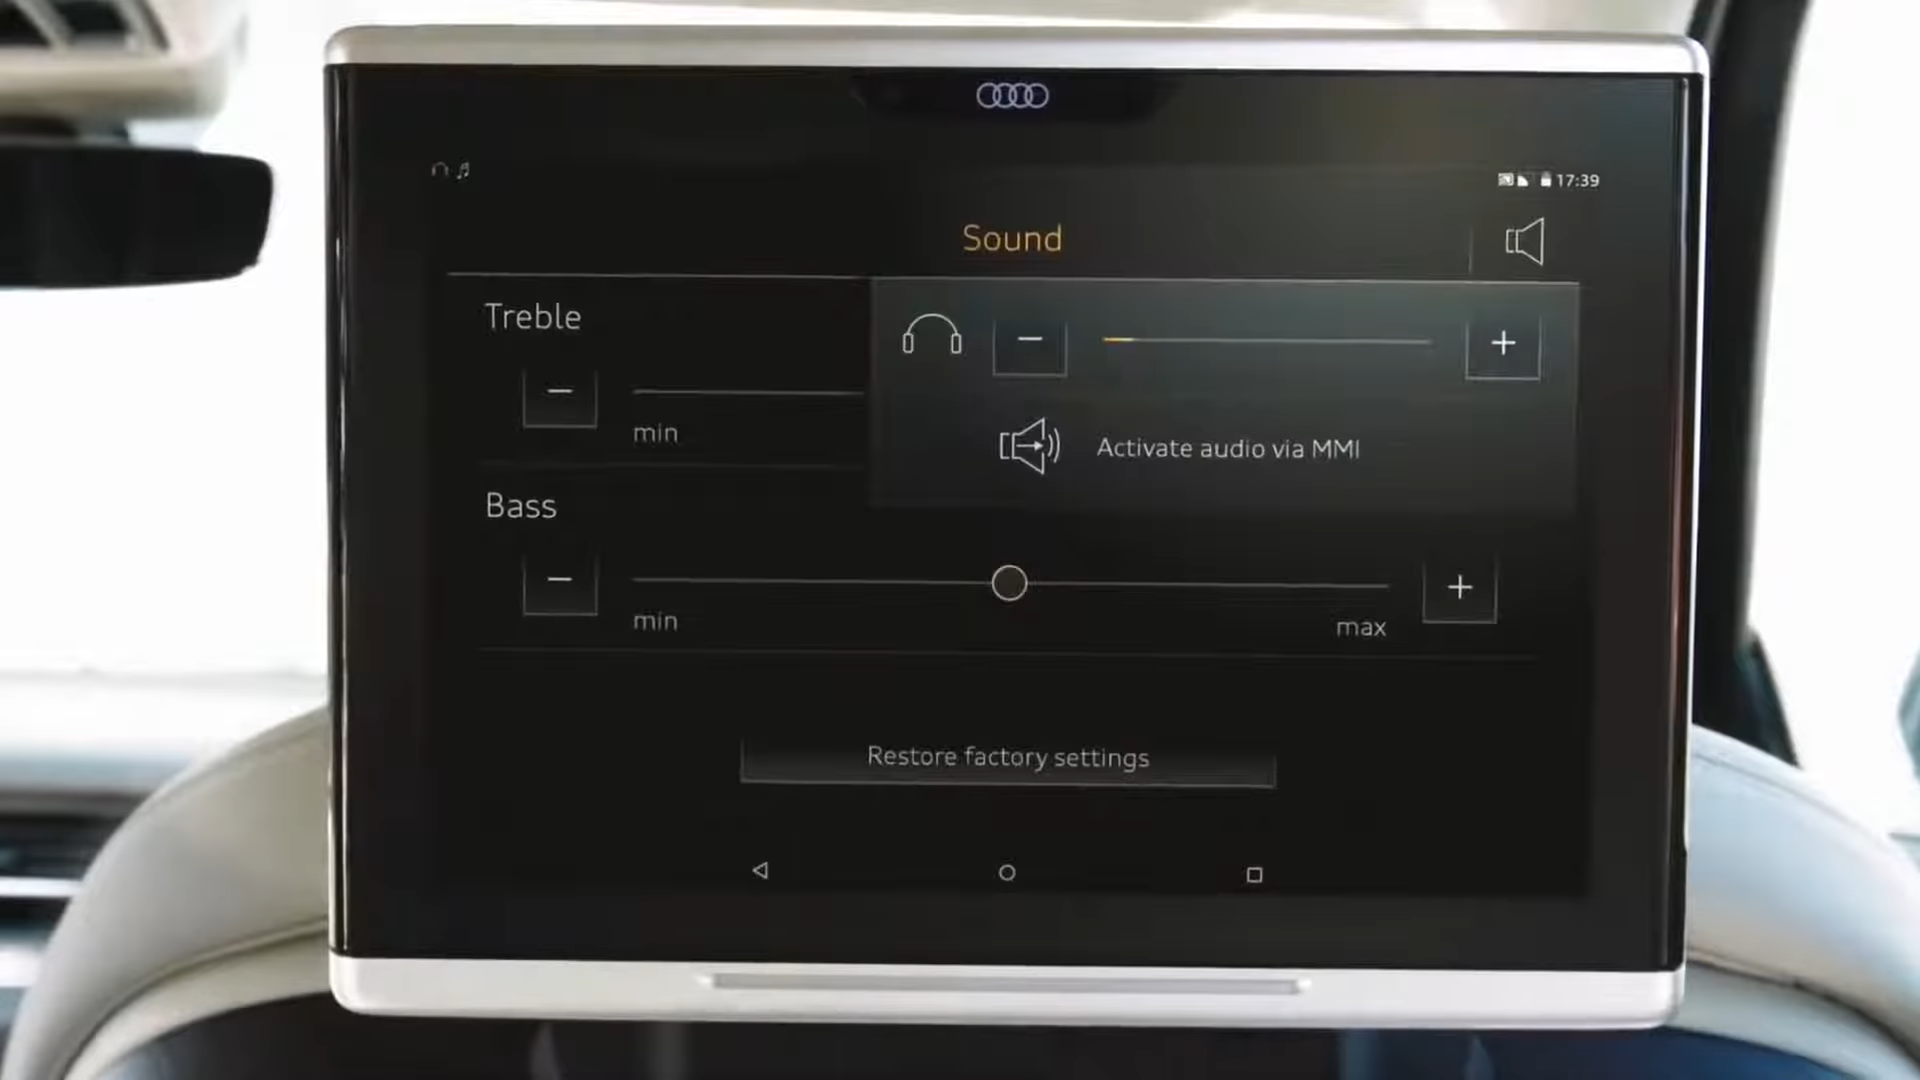 17:39
Sound
Treble
− +
−
min
Activate audio via MMI
Bass
− +
min max
Restore factory settings